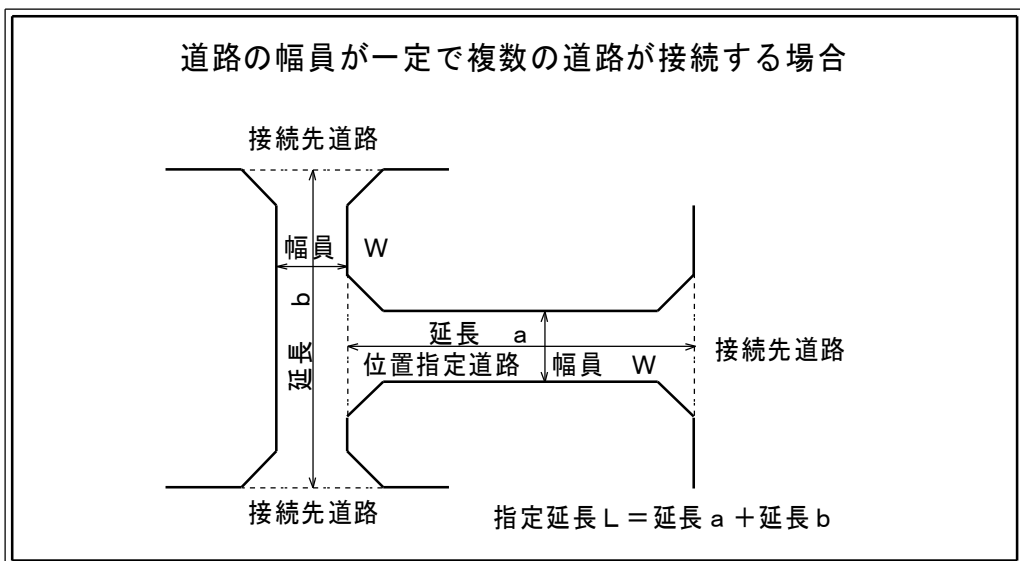 道路の幅員が一定で複数の道路が接続する場合
接続先道路
幅員 W
延長 b
延長 a
位置指定道路 幅員 W
接続先道路
接続先道路
指定延長L=延長a+延長b